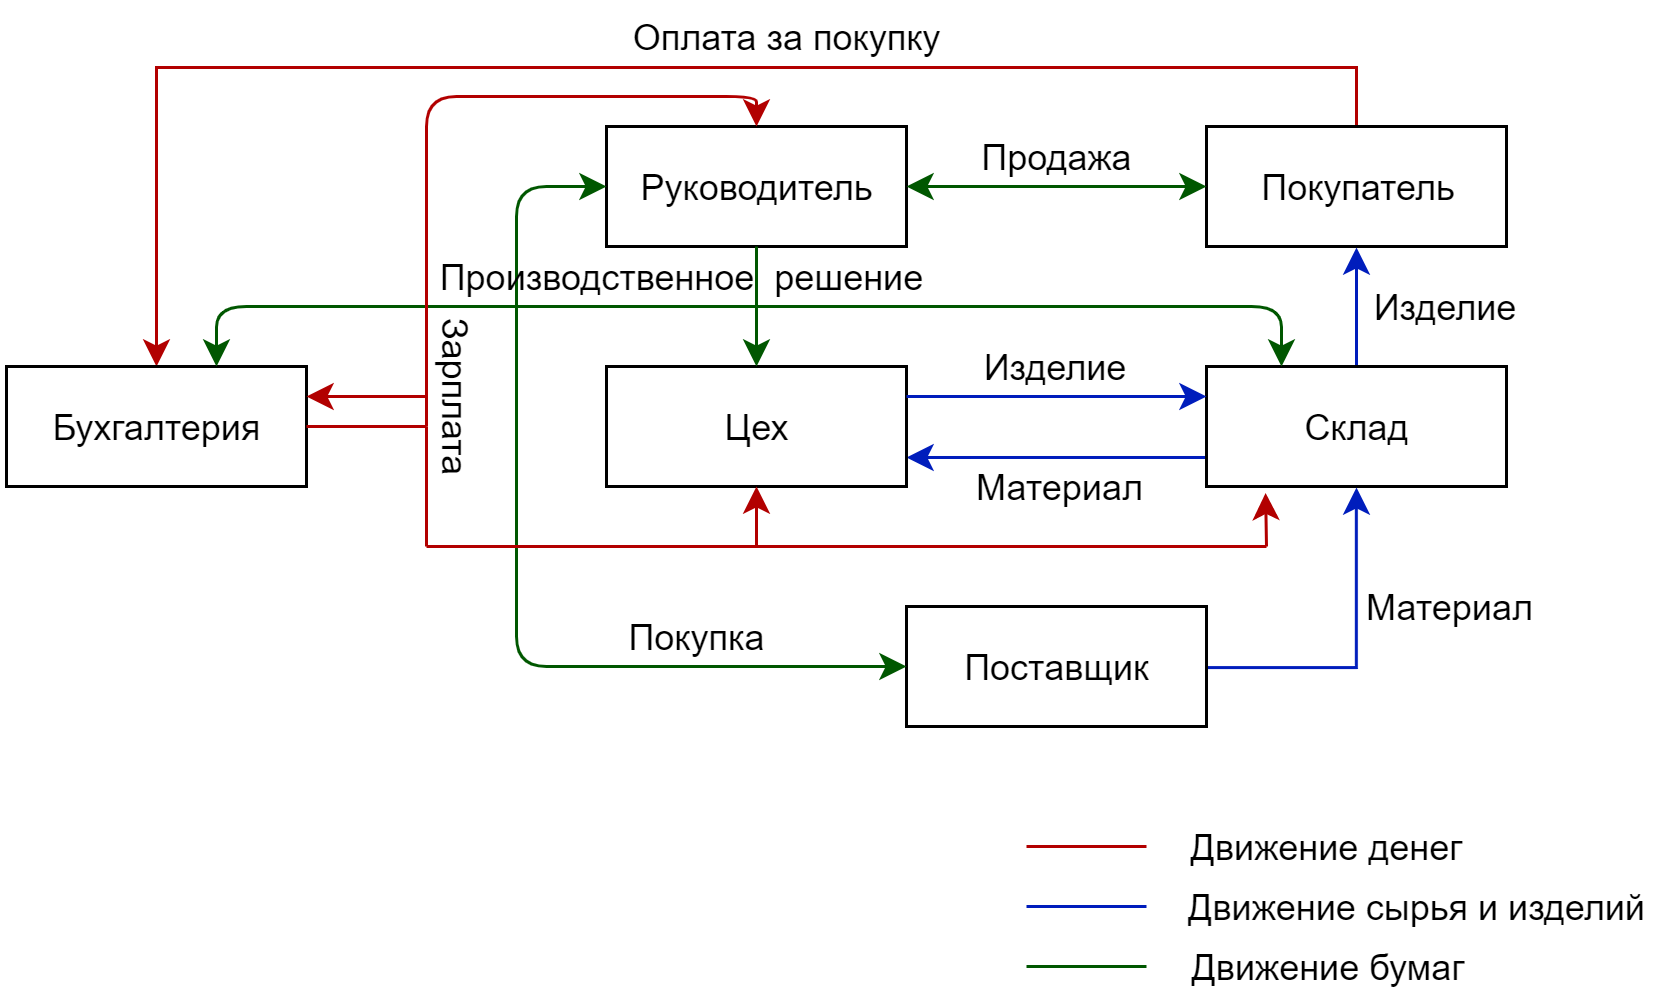 Оплата за покупку
Продажа
Руководитель
Покупатель
Производственное решение
Изделие
Зарплата
Изделие
Бухгалтерия
Цех
Склад
Материал
Материал
Покупка
Поставщик
Движение денег
Движение сырья и изделий
Движение бумаг